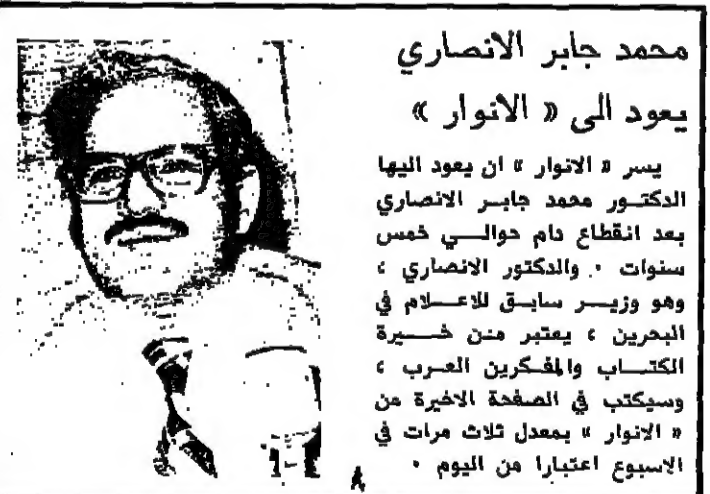 محمد جابر الانصاري
يعود الى « الانوار »
يسر « الانوار » ان يعود اليها
الدكتور محمد جابر الانصاري
بعد انقطاع دام حوالي خمس
سنوات . والدكتور الانصاري ،
وهو وزير سابق للاعلام في
البحرين ، يعتبر من خيرة
الكتاب والمفكرين العرب ،
وسيكتب في الصفحة الاخيرة من
« الانوار » بمعدل ثلاث مرات في
الاسبوع اعتبارا من اليوم .